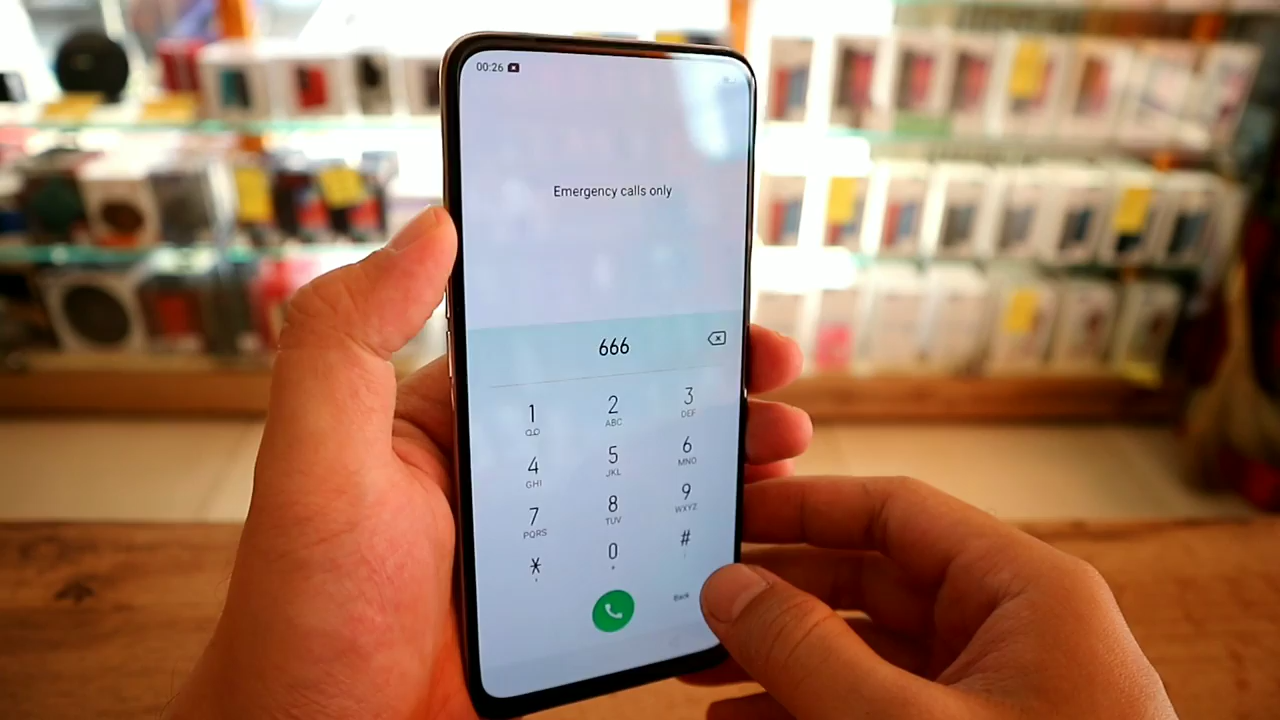 00:26
Emergency calls only
666
1 2 3
ABC DEF
4 5 6
GHI JKL MNO
7 8 9
PQRS TUV WXYZ
* 0 #
+
Back